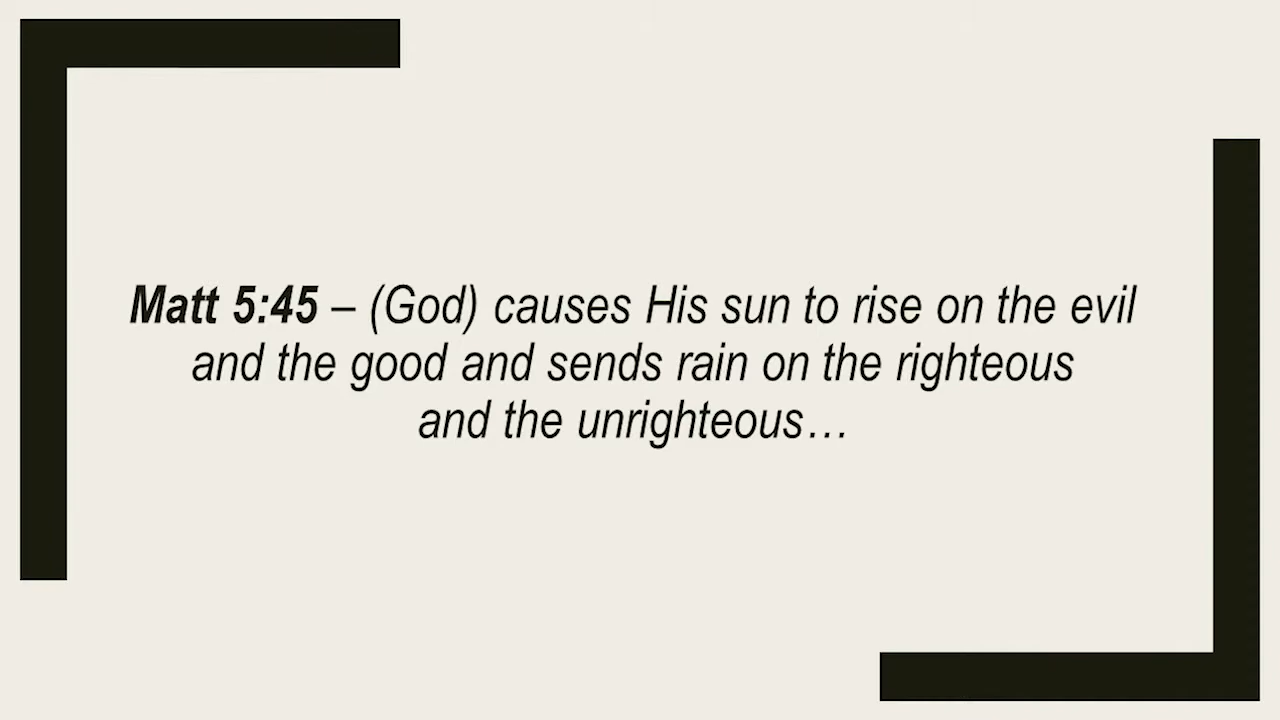 Matt 5:45 – (God) causes His sun to rise on the evil
and the good and sends rain on the righteous
and the unrighteous…